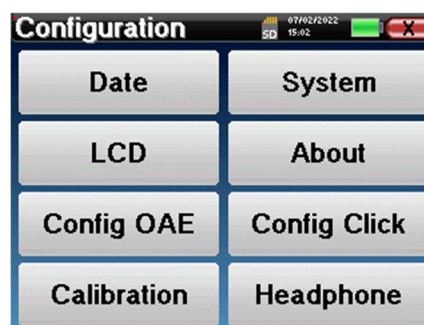 Configuration
SD
07/02/2022
15:02
X
Date
System
LCD
About
Config OAE
Config Click
Calibration
Headphone